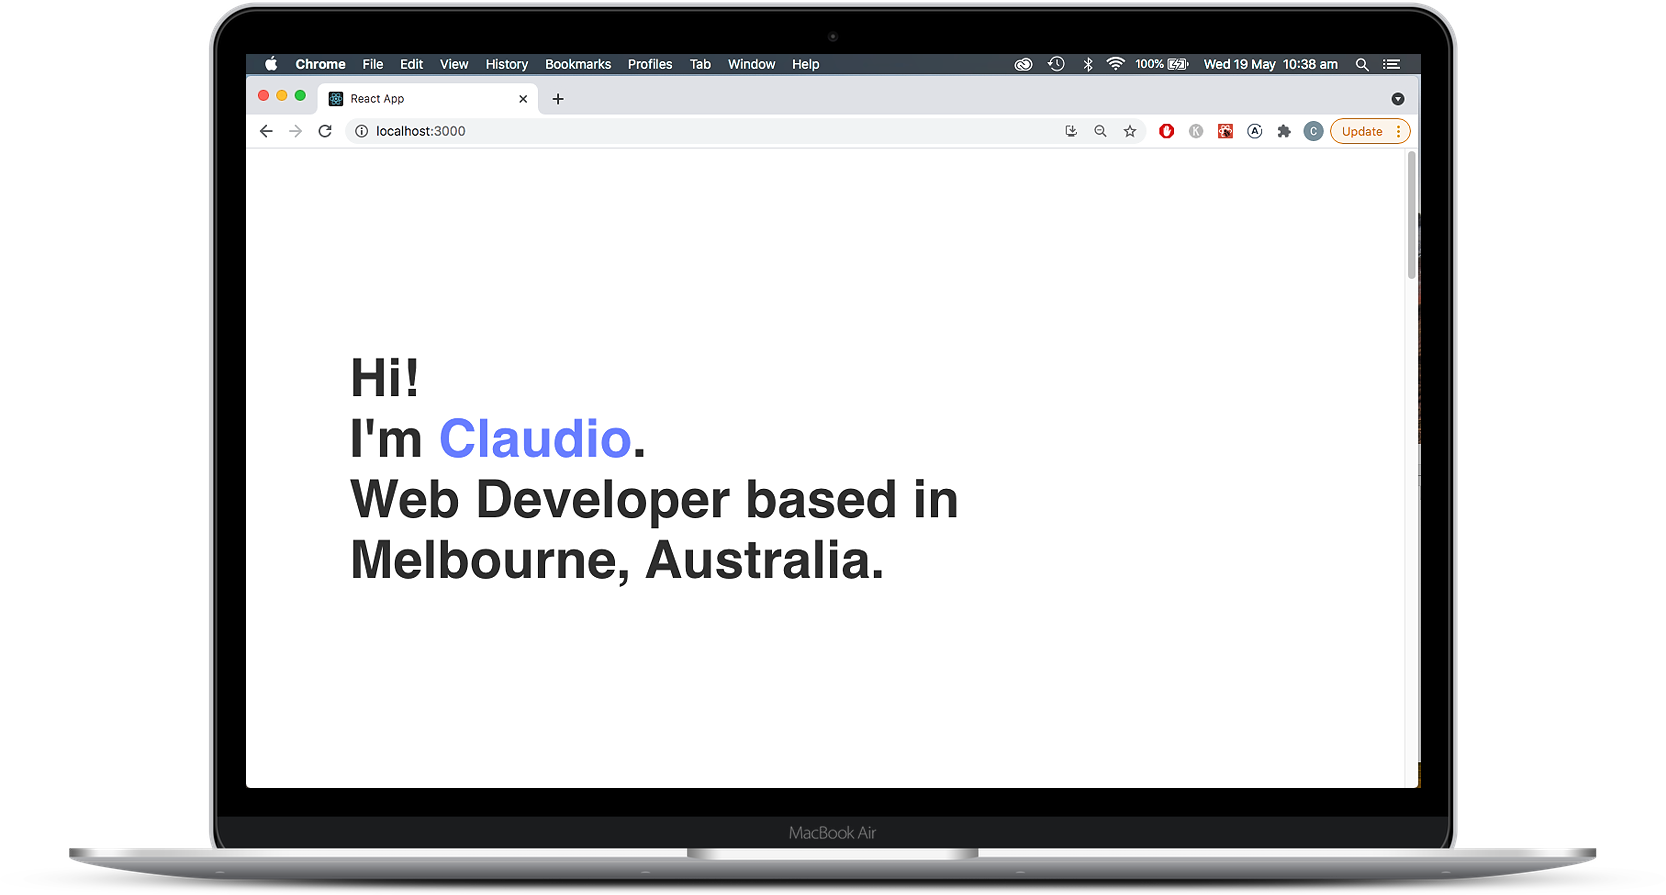 Chrome File Edit View History Bookmarks Profiles Tab Window Help 100% Wed 19 May 10:38 am
React App
localhost:3000
K
A
C
Update
Hi!
I'm Claudio.
Web Developer based in
Melbourne, Australia.
MacBook Air